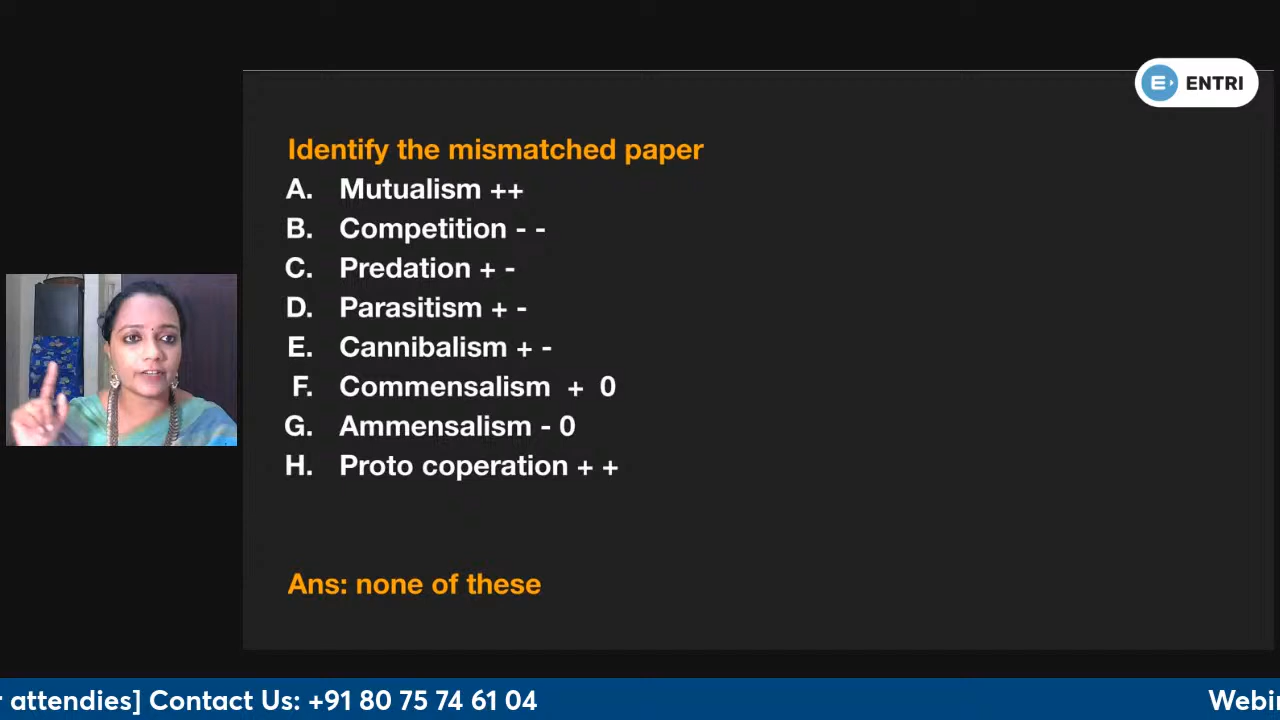 ENTRI
Identify the mismatched paper
A. Mutualism ++
B. Competition - -
C. Predation + -
D. Parasitism + -
E. Cannibalism + -
F. Commensalism + 0
G. Ammensalism - 0
H. Proto coperation + +
Ans: none of these
attendies] Contact Us: +91 80 75 74 61 04